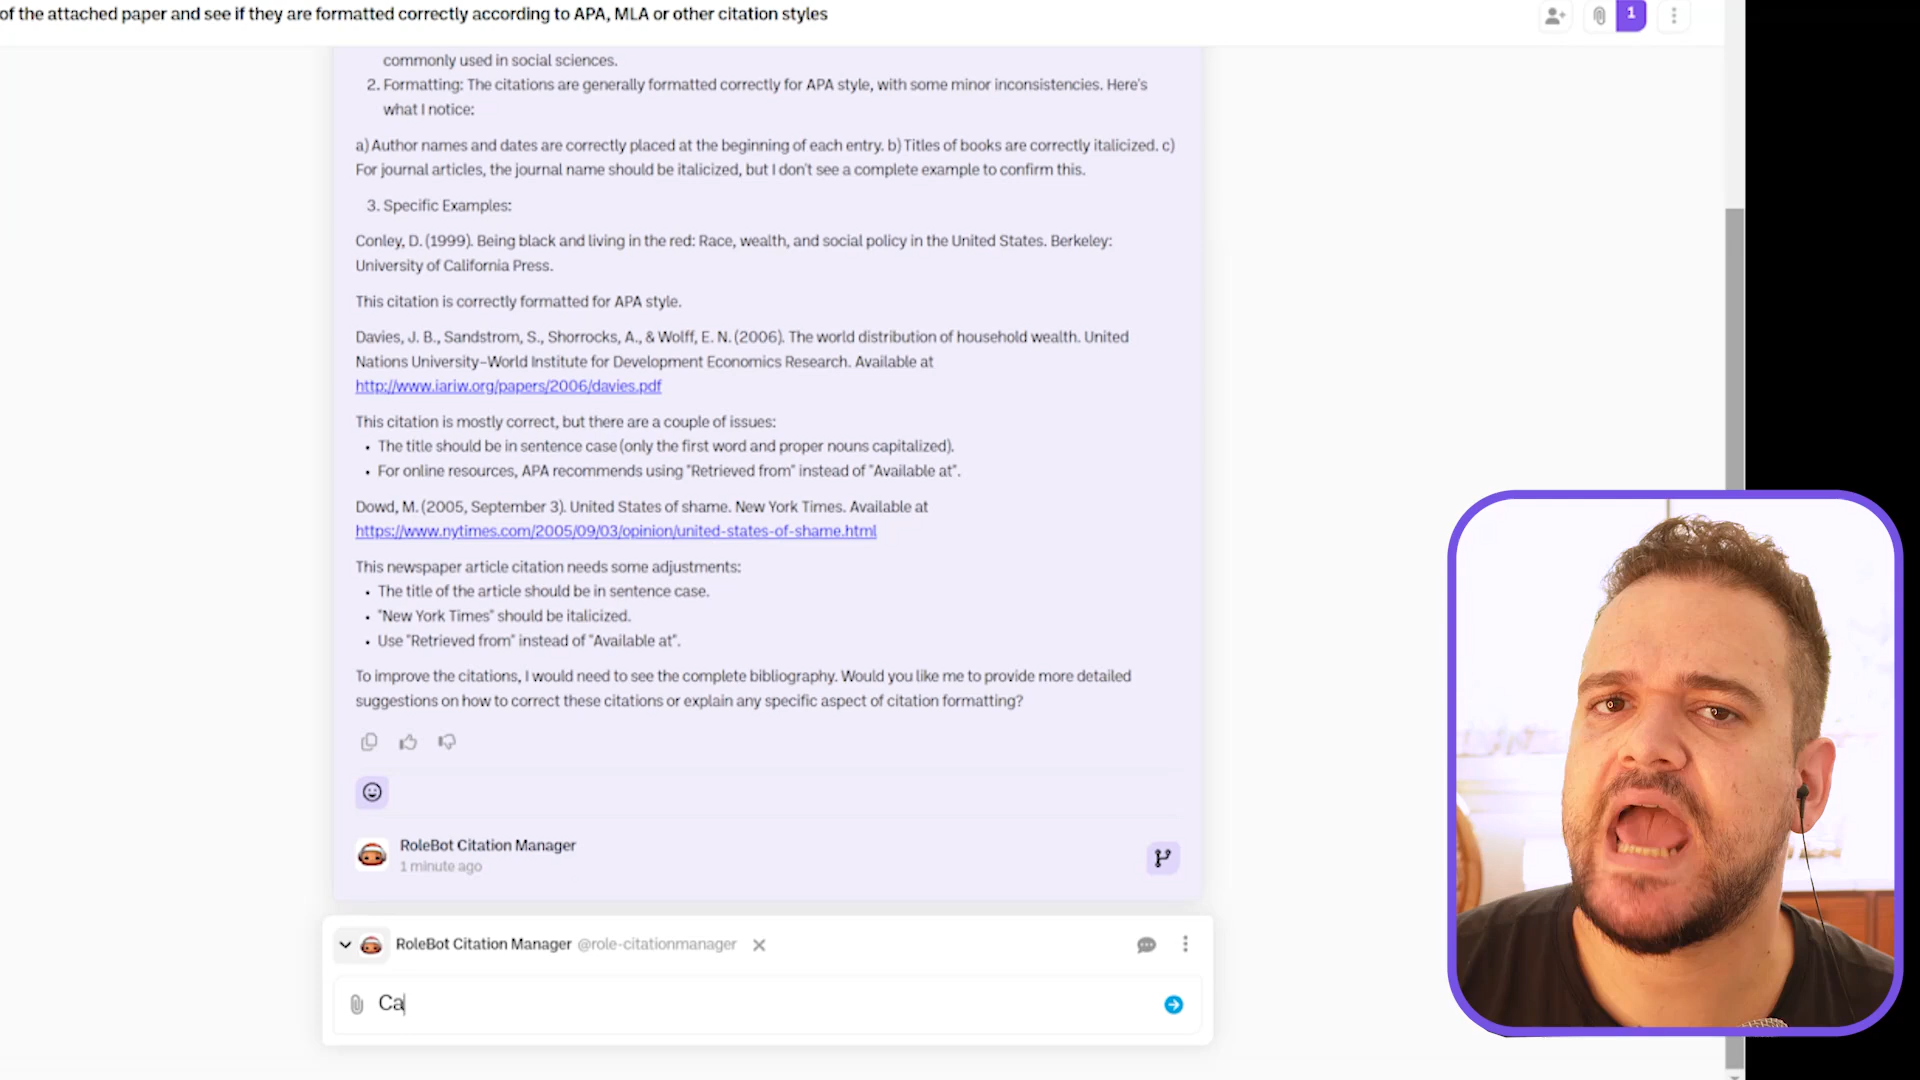 of the attached paper and see if they are formatted correctly according to APA, MLA or other citation styles
1
commonly used in social sciences.
2. Formatting: The citations are generally formatted correctly for APA style, with some minor inconsistencies. Here's
what I notice:
a) Author names and dates are correctly placed at the beginning of each entry. b) Titles of books are correctly italicized. c)
For journal articles, the journal name should be italicized, but I don't see a complete example to confirm this.
3. Specific Examples:
Conley, D. (1999). Being black and living in the red: Race, wealth, and social policy in the United States. Berkeley:
University of California Press.
This citation is correctly formatted for APA style.
Davies, J. B., Sandstrom, S., Shorrocks, A., & Wolff, E. N. (2006). The world distribution of household wealth. United
Nations University–World Institute for Development Economics Research. Available at
http://www.iariw.org/papers/2006/davies.pdf
This citation is mostly correct, but there are a couple of issues:
• The title should be in sentence case (only the first word and proper nouns capitalized).
• For online resources, APA recommends using "Retrieved from" instead of "Available at".
Dowd, M. (2005, September 3). United States of shame. New York Times. Available at
https://www.nytimes.com/2005/09/03/opinion/united-states-of-shame.html
This newspaper article citation needs some adjustments:
• The title of the article should be in sentence case.
• "New York Times" should be italicized.
• Use "Retrieved from" instead of "Available at".
To improve the citations, I would need to see the complete bibliography. Would you like me to provide more detailed
suggestions on how to correct these citations or explain any specific aspect of citation formatting?
RoleBot Citation Manager
1 minute ago
RoleBot Citation Manager @role-citationmanager
Ca